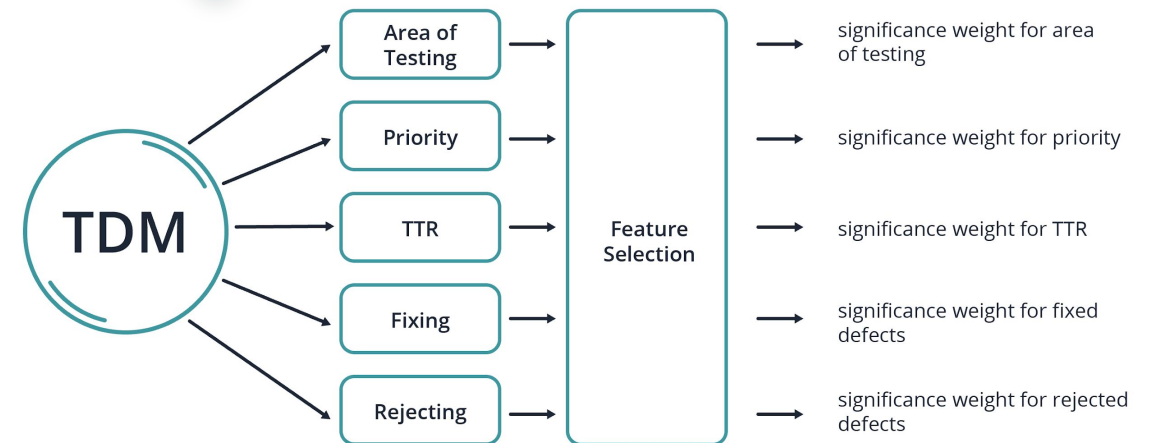 TDM
Area of
Testing
Priority
TTR
Fixing
Rejecting
Feature
Selection
significance weight for area
of testing
significance weight for priority
significance weight for TTR
significance weight for fixed
defects
significance weight for rejected
defects